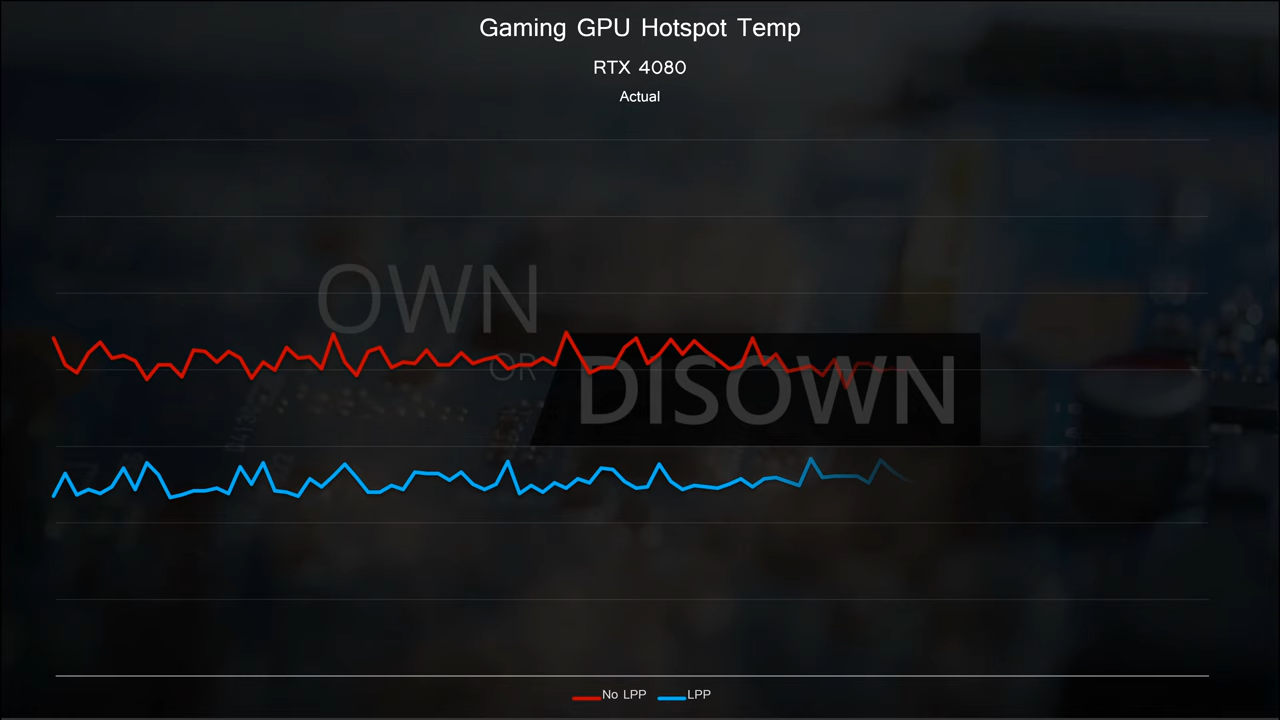 Gaming GPU Hotspot Temp
RTX 4080
Actual
OWN
OR
DISOWN
No LPP
LPP